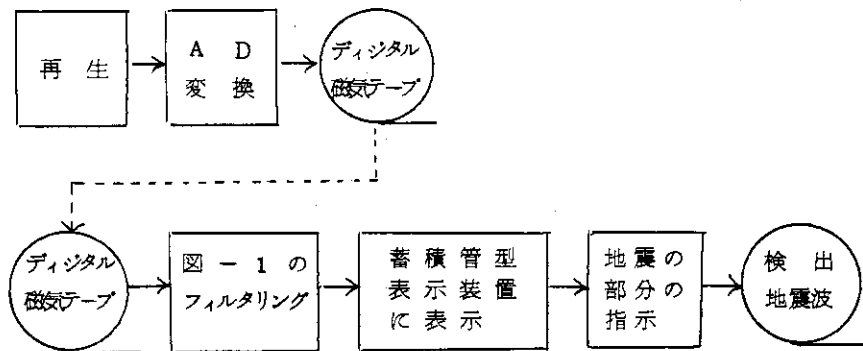 再生
A D
変換
ディジタル
磁気テープ
ディジタル
磁気テープ
図－1の
フィルタリング
蓄積管型
表示装置
に表示
地震の
部分の
指示
検出
地震波